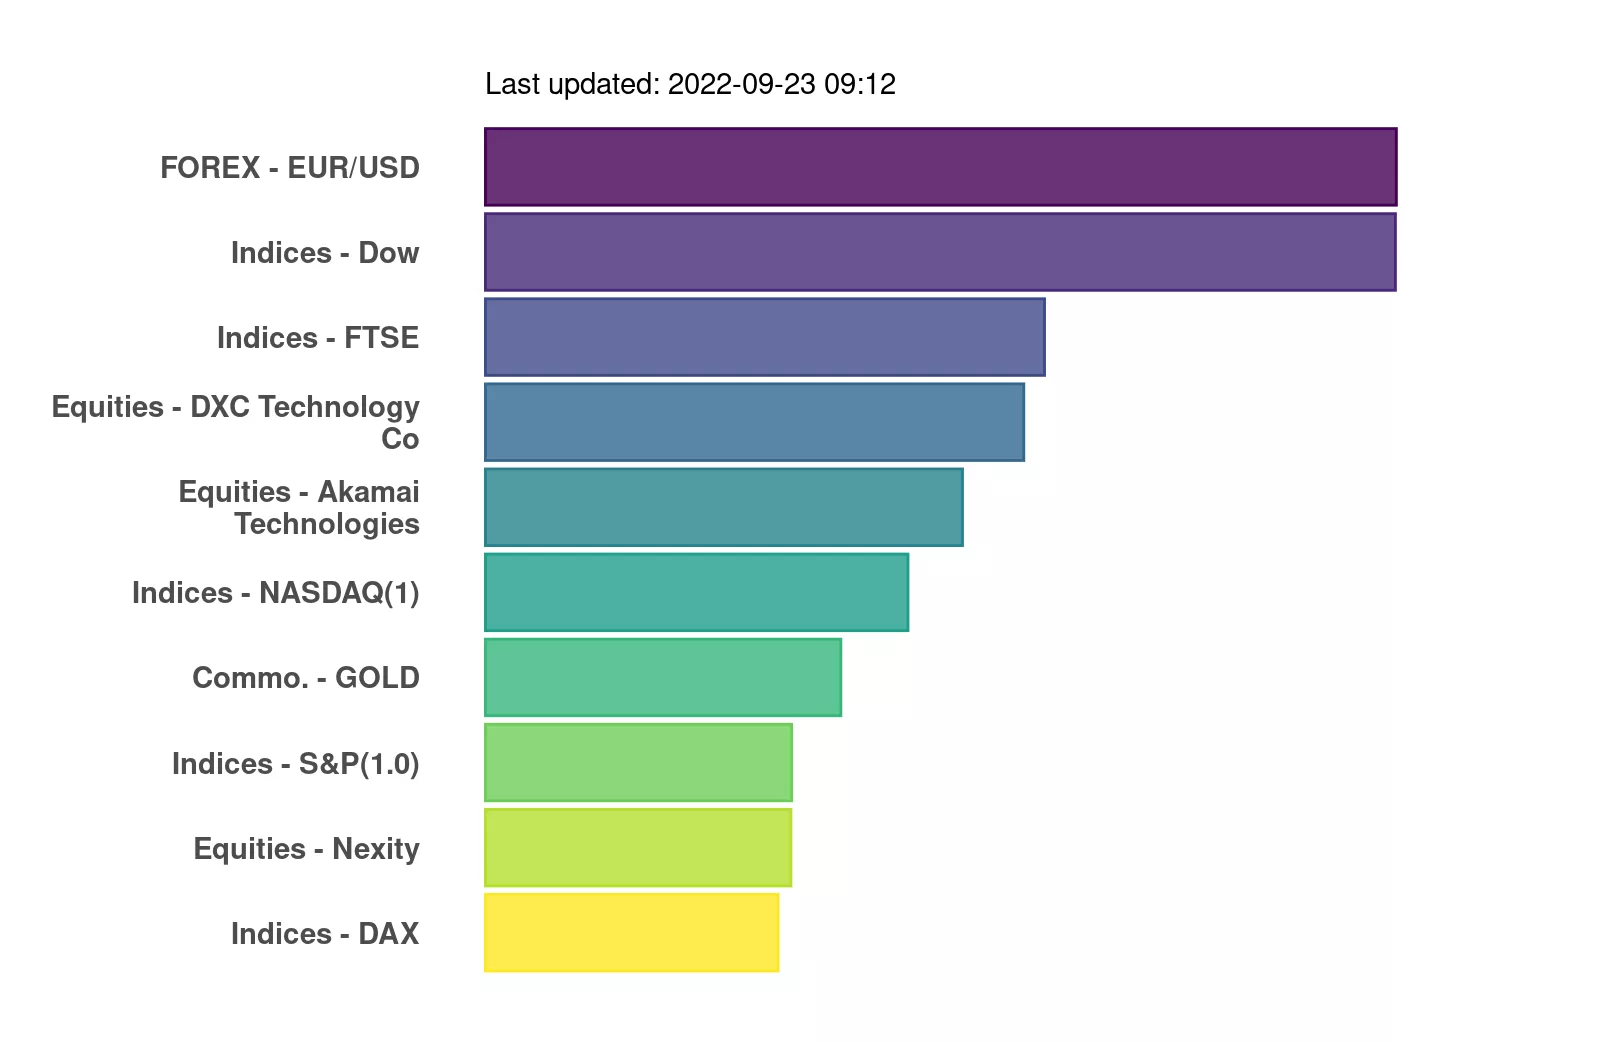 Last updated: 2022-09-23 09:12
FOREX - EUR/USD
Indices - Dow
Indices - FTSE
Equities - DXC Technology
Co
Equities - Akamai
Technologies
Indices - NASDAQ(1)
Commo. - GOLD
Indices - S&P(1.0)
Equities - Nexity
Indices - DAX